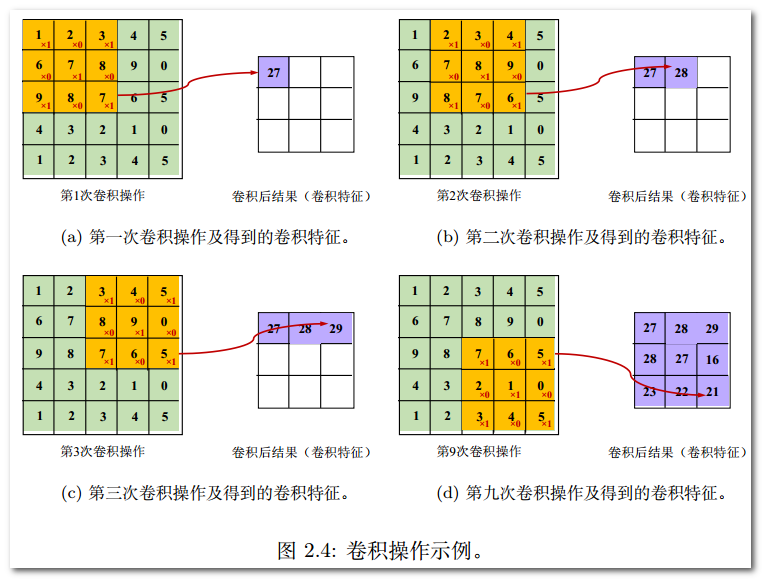 1×1 2×0 3×1 4 5
6×0 7×1 8×0 9 0
9×1 8×0 7×1 6 5
4 3 2 1 0
1 2 3 4 5
27
第1次卷积操作
卷积后结果（卷积特征）
(a) 第一次卷积操作及得到的卷积特征。
1 2×1 3×0 4×1 5
6 7×0 8×1 9×0 0
9 8×1 7×0 6×1 5
4 3 2 1 0
1 2 3 4 5
27 28
第2次卷积操作
卷积后结果（卷积特征）
(b) 第二次卷积操作及得到的卷积特征。
1 2 3×1 4×0 5×1
6 7 8×0 9×1 0×0
9 8 7×1 6×0 5×1
4 3 2 1 0
1 2 3 4 5
27 28 29
第3次卷积操作
卷积后结果（卷积特征）
(c) 第三次卷积操作及得到的卷积特征。
1 2 3 4 5
6 7 8 9 0
9 8 7×1 6×0 5×1
4 3 2×0 1×1 0×0
1 2 3×1 4×0 5×1
27 28 29
28 27 16
23 22 21
第9次卷积操作
卷积后结果（卷积特征）
(d) 第九次卷积操作及得到的卷积特征。
图 2.4: 卷积操作示例。